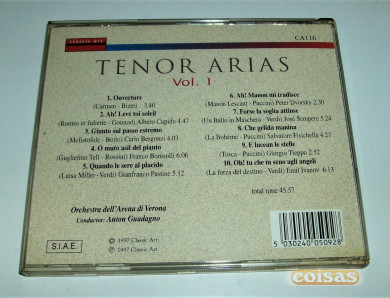 classic art
CA116
TENOR ARIAS
Vol. 1
1. Ouverture
(Carmen - Bizet) 3.40
2. Ah! Leve toi soleil
(Romeo et Juliette - Gounod) Alberto Cupido 4.47
3. Giunto sul passo estremo
(Mefistofele - Boito) Carlo Bergonzi 4.03
4. O muto asil del pianto
(Guglielmo Tell - Rossini) Franco Bonisolli 10.06
5. Quando le sere al placido
(Luisa Miller - Verdi) Gianfranco Pastine 5.12
6. Ah! Manon mi tradisce
(Manon Lescaut - Puccini) Peter Dvorsky 2.30
7. Forse la soglia attinse
(Un Ballo in Maschera - Verdi) José Sempere 5.
8. Che gelida manina
(La Bohème - Puccini) Salvatore Fisichella 4.
9. E lucean le stelle
(Tosca - Puccini) Giorgio Tieppo 3.2
10. Oh! tu che in seno agli angeli
(La forza del destino - Verdi) Emil Ivanov 3.
total time 45.57
Orchestra dell'Arena di Verona
Conductor: Anton Guadagno
S.I.A.E.
© 1997 Classic Art
℗ 1997 Classic Art
5 030240 050928
coisas